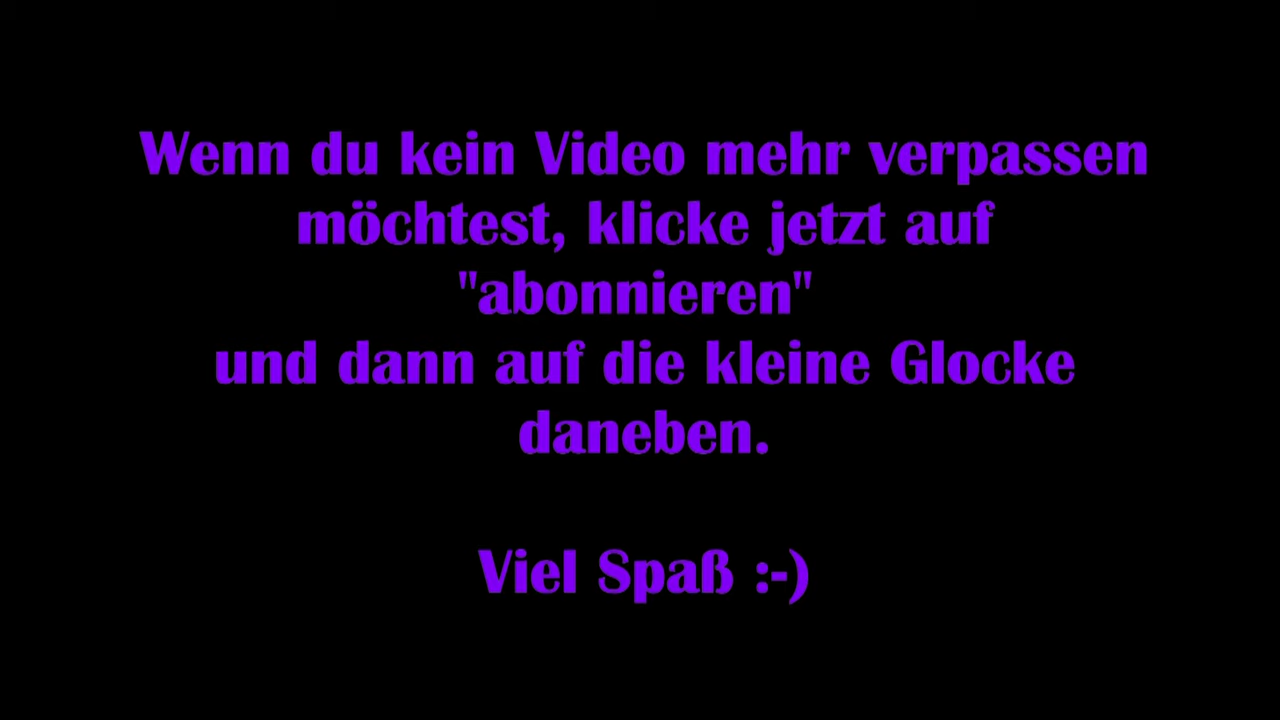 Wenn du kein Video mehr verpassen
möchtest, klicke jetzt auf
"abonnieren"
und dann auf die kleine Glocke
daneben.
Viel Spaß :-)